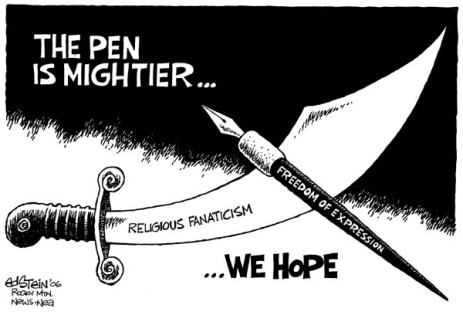 THE PEN
IS MIGHTIER...
FREEDOM OF EXPRESSION
RELIGIOUS FANATICISM
...WE HOPE
EdStein '06
ROCKY MTN.
NEWS-NEA